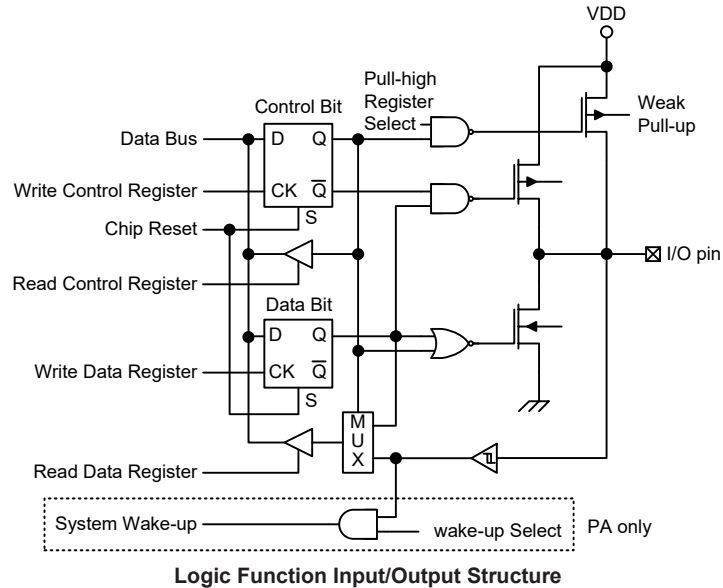 VDD
Pull-high
Register
Select
Control Bit
Weak
Pull-up
Data Bus
D
Q
Write Control Register
CK
Q̅
Chip Reset
S
I/O pin
Read Control Register
Data Bit
D
Q
Write Data Register
CK
Q̅
S
M
U
X
Read Data Register
System Wake-up
wake-up Select
PA only
Logic Function Input/Output Structure